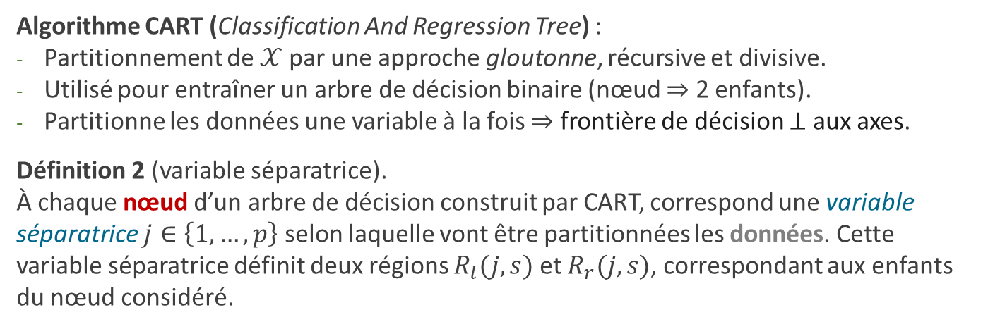 Algorithme CART (Classification And Regression Tree) :
- Partitionnement de 𝒳 par une approche gloutonne, récursive et divisive.
- Utilisé pour entraîner un arbre de décision binaire (nœud ⇒ 2 enfants).
- Partitionne les données une variable à la fois ⇒ frontière de décision ⊥ aux axes.
Définition 2 (variable séparatrice).
À chaque nœud d’un arbre de décision construit par CART, correspond une variable
séparatrice j ∈ {1, …, p} selon laquelle vont être partitionnées les données. Cette
variable séparatrice définit deux régions R_l(j, s) et R_r(j, s), correspondant aux enfants
du nœud considéré.